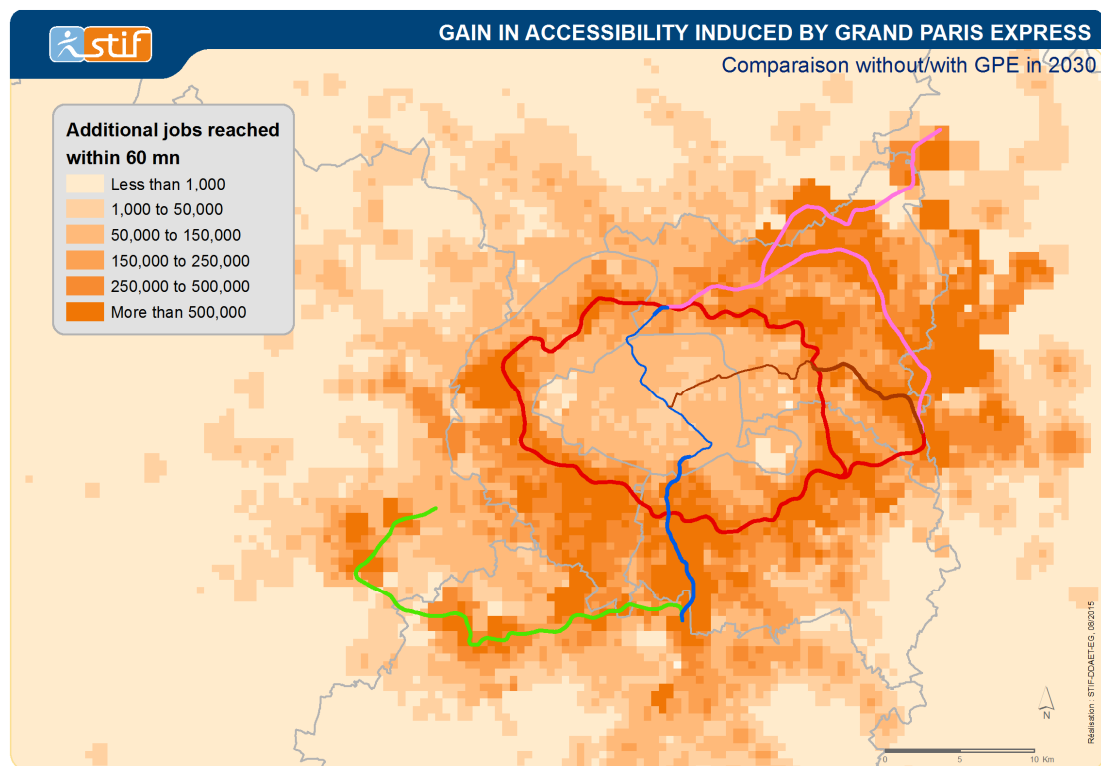 stif
GAIN IN ACCESSIBILITY INDUCED BY GRAND PARIS EXPRESS
Comparaison without/with GPE in 2030
Additional jobs reached
within 60 mn
Less than 1,000
1,000 to 50,000
50,000 to 150,000
150,000 to 250,000
250,000 to 500,000
More than 500,000
Réalisation : STIF-DDAET-EG, 08/2015
N
0 5 10 Km